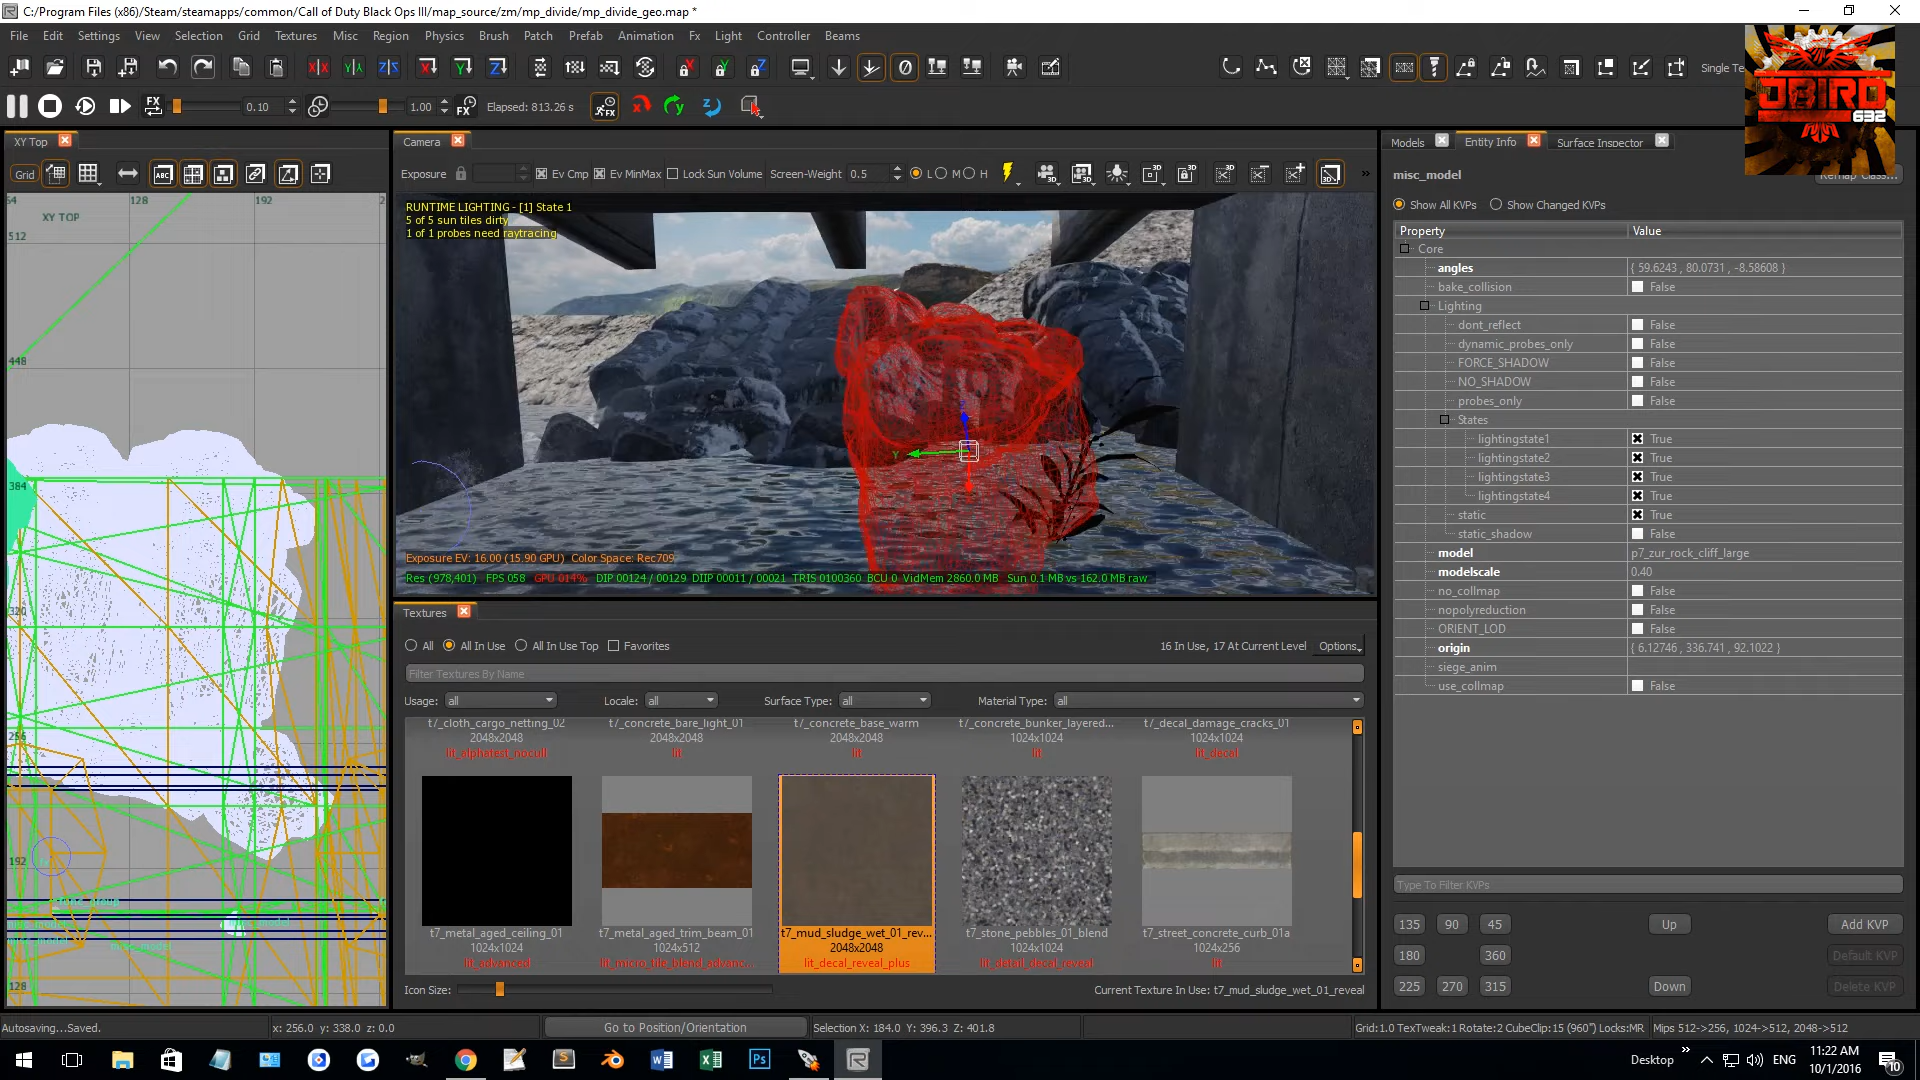 C:/Program Files (x86)/Steam/steamapps/common/Call of Duty Black Ops III/map_source/zm/mp_divide/mp_divide_geo.map *
File Edit Settings View Selection Grid Textures Misc Region Physics Brush Patch Prefab Animation Fx Light Controller Beams
Single Te
FX 0.10 1.00 FX Elapsed: 813.26 s
JBIRD
632
XY Top
Camera
Models Entity Info Surface Inspector
Grid
Exposure Ev Cmp Ev MinMax Lock Sun Volume Screen-Weight 0.5 L M H
misc_model
Remap Class...
Show All KVPs Show Changed KVPs
64 128 192 2
XY TOP
512
448
384
320
256
192
128
misc_model
RUNTIME LIGHTING - [1] State 1
5 of 5 sun tiles dirty
1 of 1 probes need raytracing
Y
Exposure EV: 16.00 (15.90 GPU) Color Space: Rec709
Res (978,401) FPS 058 GPU 014% DIP 00124 / 00129 DIIP 00011 / 00021 TRIS 0100360 BCU 0 VidMem 2860.0 MB Sun 0.1 MB vs 162.0 MB raw
Property Value
Core
angles { 59.6243 , 80.0731 , -8.58608 }
bake_collision False
Lighting
dont_reflect False
dynamic_probes_only False
FORCE_SHADOW False
NO_SHADOW False
probes_only False
States
lightingstate1 True
lightingstate2 True
lightingstate3 True
lightingstate4 True
static True
static_shadow False
model p7_zur_rock_cliff_large
modelscale 0.40
no_collmap False
nopolyreduction False
ORIENT_LOD False
origin { 6.12746 , 336.741 , 92.1022 }
siege_anim
use_collmap False
Type To Filter KVPs
135 90 45 Up Add KVP
180 360 Default KVP
225 270 315 Down Delete KVP
Textures
All All In Use All In Use Top Favorites
16 In Use, 17 At Current Level Options
Filter Textures By Name
Usage: all Locale: all Surface Type: all Material Type: all
t7_cloth_cargo_netting_02 t7_concrete_bare_light_01 t7_concrete_base_warm t7_concrete_bunker_layered... t7_decal_damage_cracks_01
2048x2048 2048x2048 2048x2048 1024x1024 1024x1024
lit_alphatest_nocull lit lit lit lit_decal
t7_metal_aged_ceiling_01 t7_metal_aged_trim_beam_01 t7_mud_sludge_wet_01_rev... t7_stone_pebbles_01_blend t7_street_concrete_curb_01a
1024x1024 1024x512 2048x2048 1024x1024 1024x256
lit_advanced lit_micro_tile_blend_advanc... lit_decal_reveal_plus lit_detail_decal_reveal lit
Icon Size:
Current Texture In Use: t7_mud_sludge_wet_01_reveal
Autosaving...Saved. x: 256.0 y: 338.0 z: 0.0 Go to Position/Orientation Selection X: 184.0 Y: 396.3 Z: 401.8 Grid:1.0 TexTweak:1 Rotate:2 CubeClip:15 (960") Locks:MR Mips 512->256, 1024->512, 2048->512
Desktop ENG 11:22 AM
10/1/2016
10